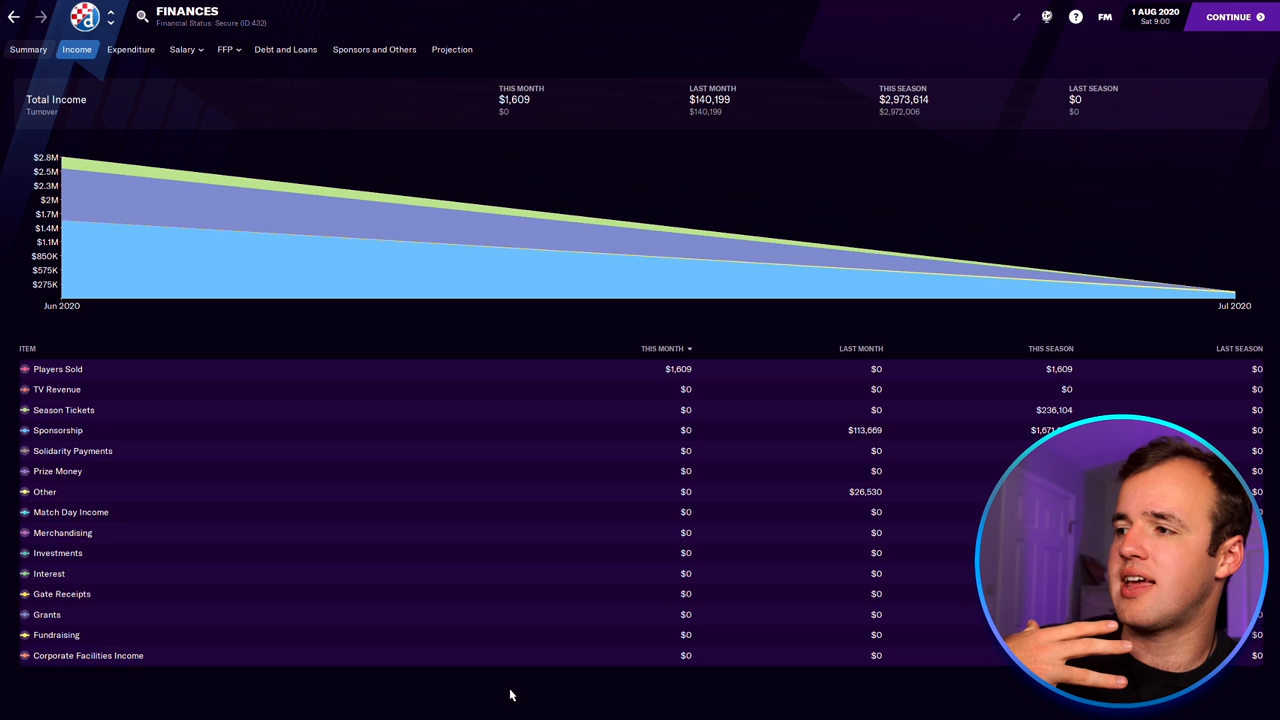 FINANCES
Financial Status: Secure (ID:432)
1 AUG 2020
Sat 9:00
FM
CONTINUE
Summary Income Expenditure Salary FFP Debt and Loans Sponsors and Others Projection
THIS MONTH LAST MONTH THIS SEASON LAST SEASON
Total Income $1,609 $140,199 $2,973,614 $0
Turnover $0 $140,199 $2,972,006 $0
$2.8M
$2.5M
$2.3M
$2M
$1.7M
$1.4M
$1.1M
$850K
$575K
$275K
Jun 2020 Jul 2020
ITEM THIS MONTH LAST MONTH THIS SEASON LAST SEASON
Players Sold $1,609 $0 $1,609 $0
TV Revenue $0 $0 $0 $0
Season Tickets $0 $0 $236,104 $0
Sponsorship $0 $113,669 $0
Solidarity Payments $0 $0
Prize Money $0 $0
Other $0 $26,530
Match Day Income $0 $0
Merchandising $0 $0
Investments $0 $0
Interest $0 $0
Gate Receipts $0 $0
Grants $0 $0
Fundraising $0 $0
Corporate Facilities Income $0 $0